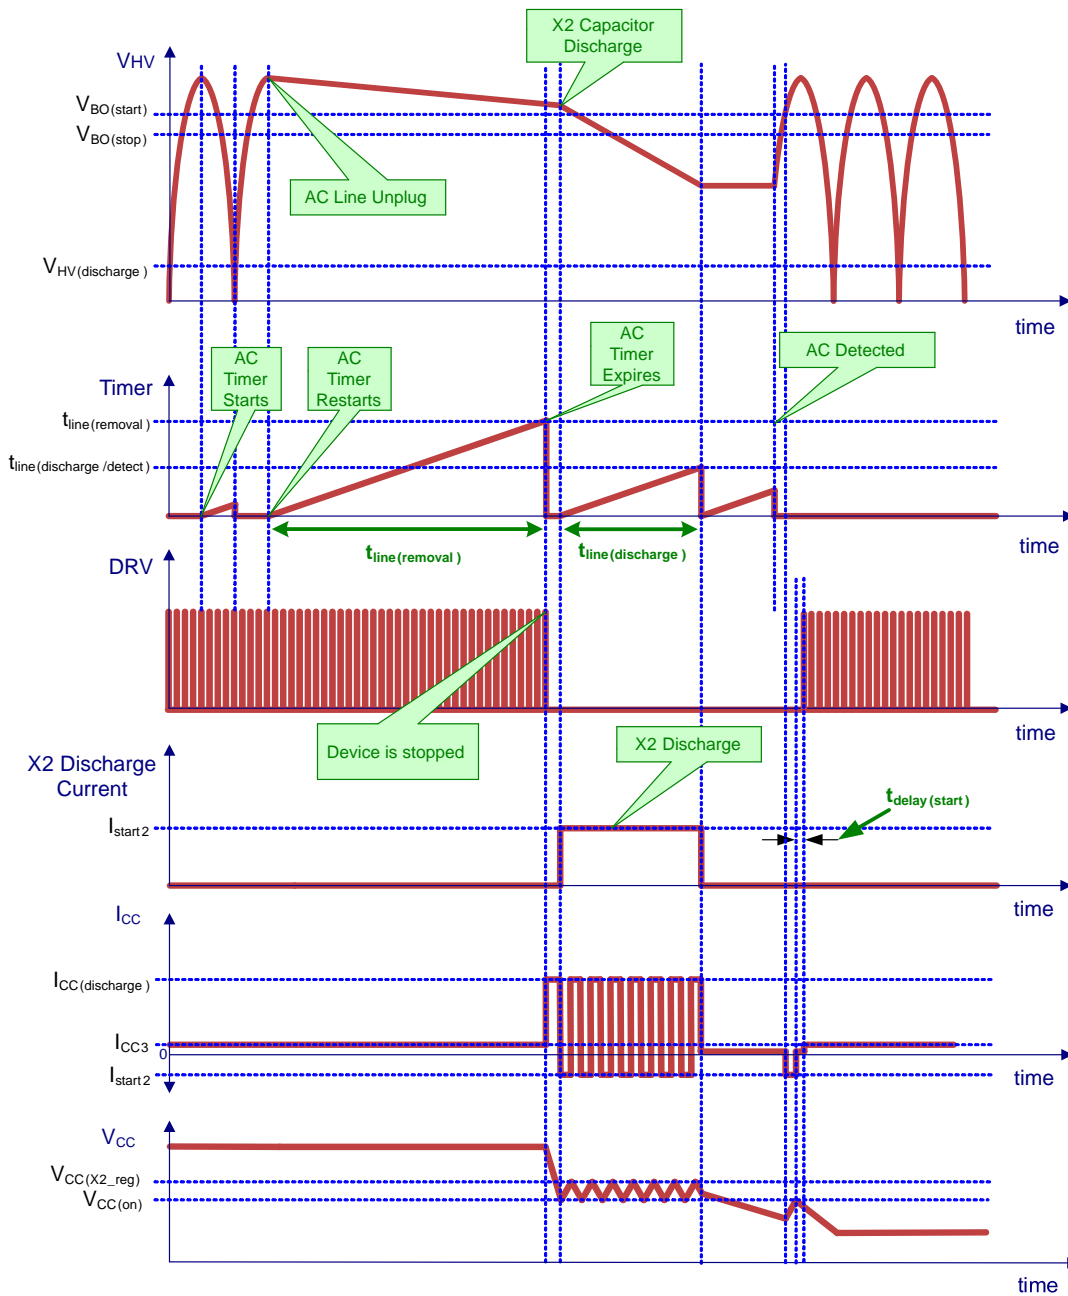 X2 Capacitor
Discharge
VHV
VBO(start)
VBO(stop)
AC Line Unplug
VHV(discharge)
time
AC
Timer
Starts
AC
Timer
Restarts
AC
Timer
Expires
AC Detected
Timer
tline(removal)
tline(discharge /detect)
tline(removal)
tline(discharge)
time
DRV
Device is stopped
time
X2 Discharge
X2 Discharge
Current
tdelay(start)
Istart2
time
ICC
ICC(discharge)
ICC3
0
Istart2
time
VCC
VCC(X2_reg)
VCC(on)
time